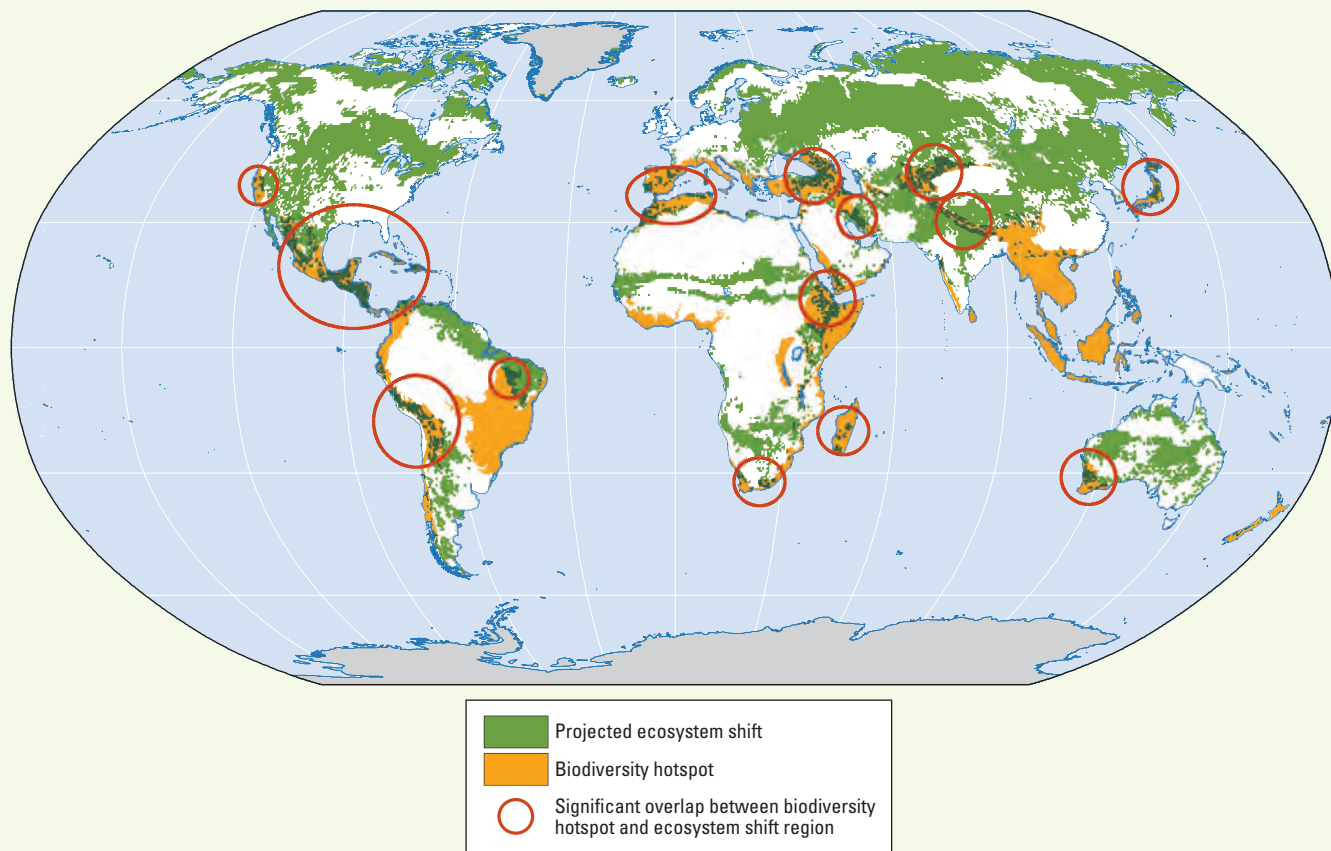 Projected ecosystem shift
Biodiversity hotspot
Significant overlap between biodiversity
hotspot and ecosystem shift region